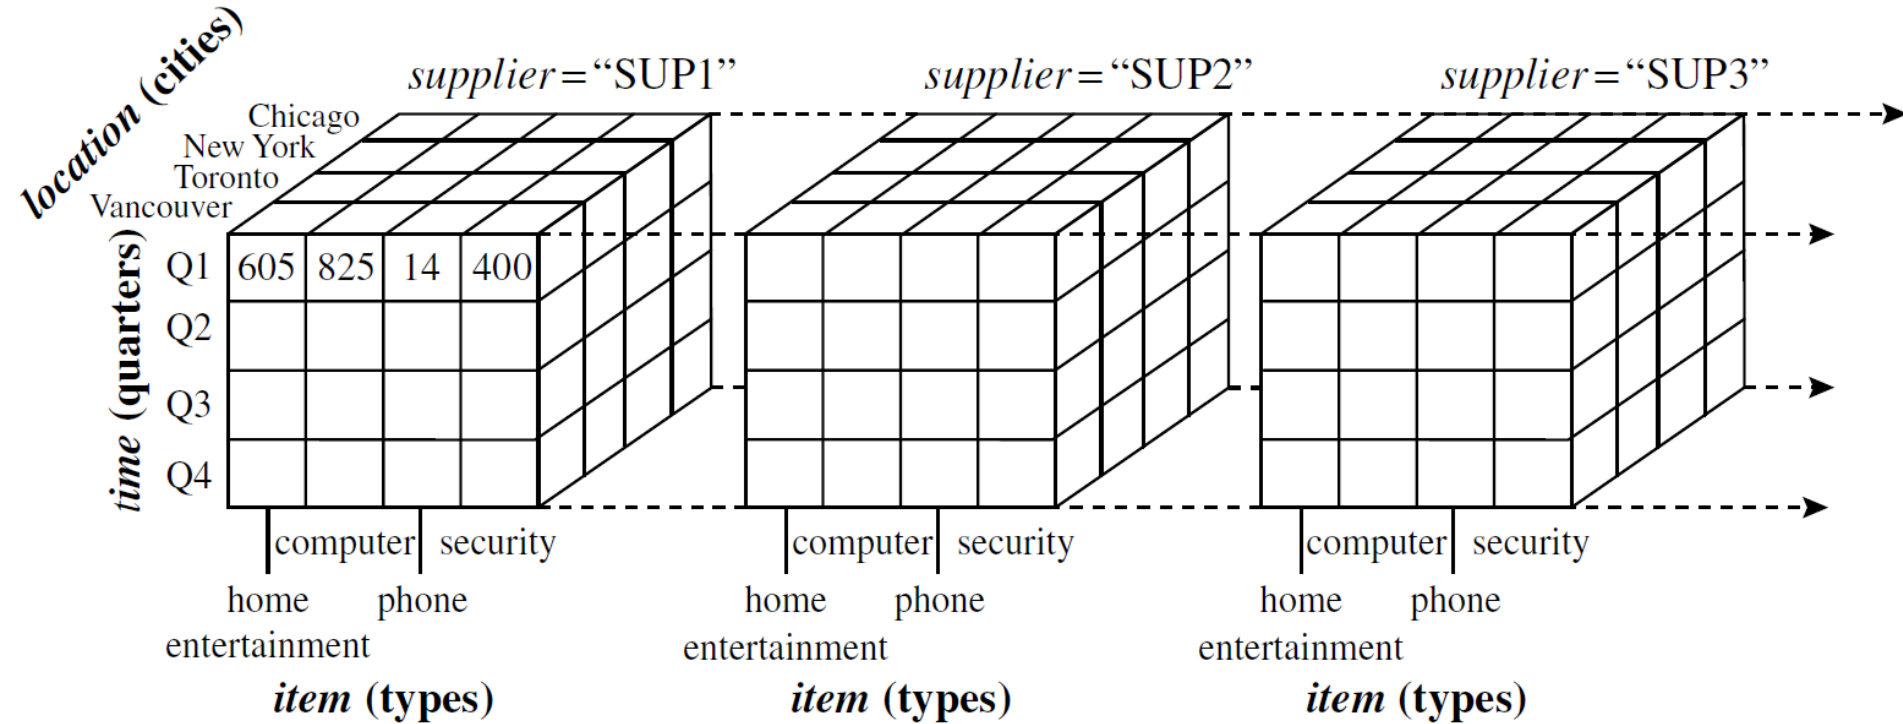 location (cities)
supplier = “SUP1”
supplier = “SUP2”
supplier = “SUP3”
Chicago
New York
Toronto
Vancouver
time (quarters)
Q1 605 825 14 400
Q2
Q3
Q4
computer security
home phone
entertainment
item (types)
computer security
home phone
entertainment
item (types)
computer security
home phone
entertainment
item (types)